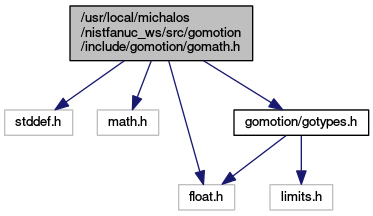 /usr/local/michalos
/nistfanuc_ws/src/gomotion
/include/gomotion/gomath.h
stddef.h
math.h
gomotion/gotypes.h
float.h
limits.h